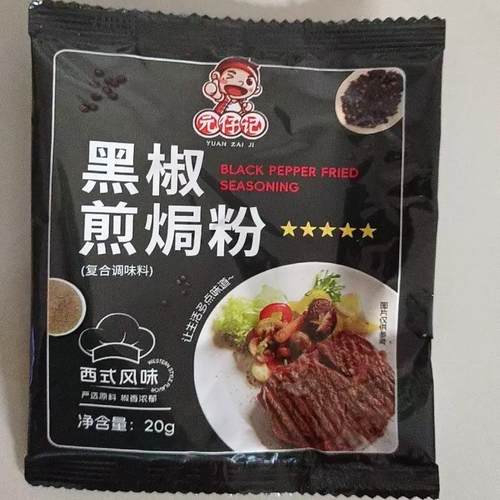 元仔记
YUAN ZAI JI
黑椒
煎焗粉
BLACK PEPPER FRIED
SEASONING
(复合调味料)
让生活多点味道~
图片仅供参考
西式风味
WESTERN STYLE FLAVOR
严选原料 椒香浓郁
净含量：20g